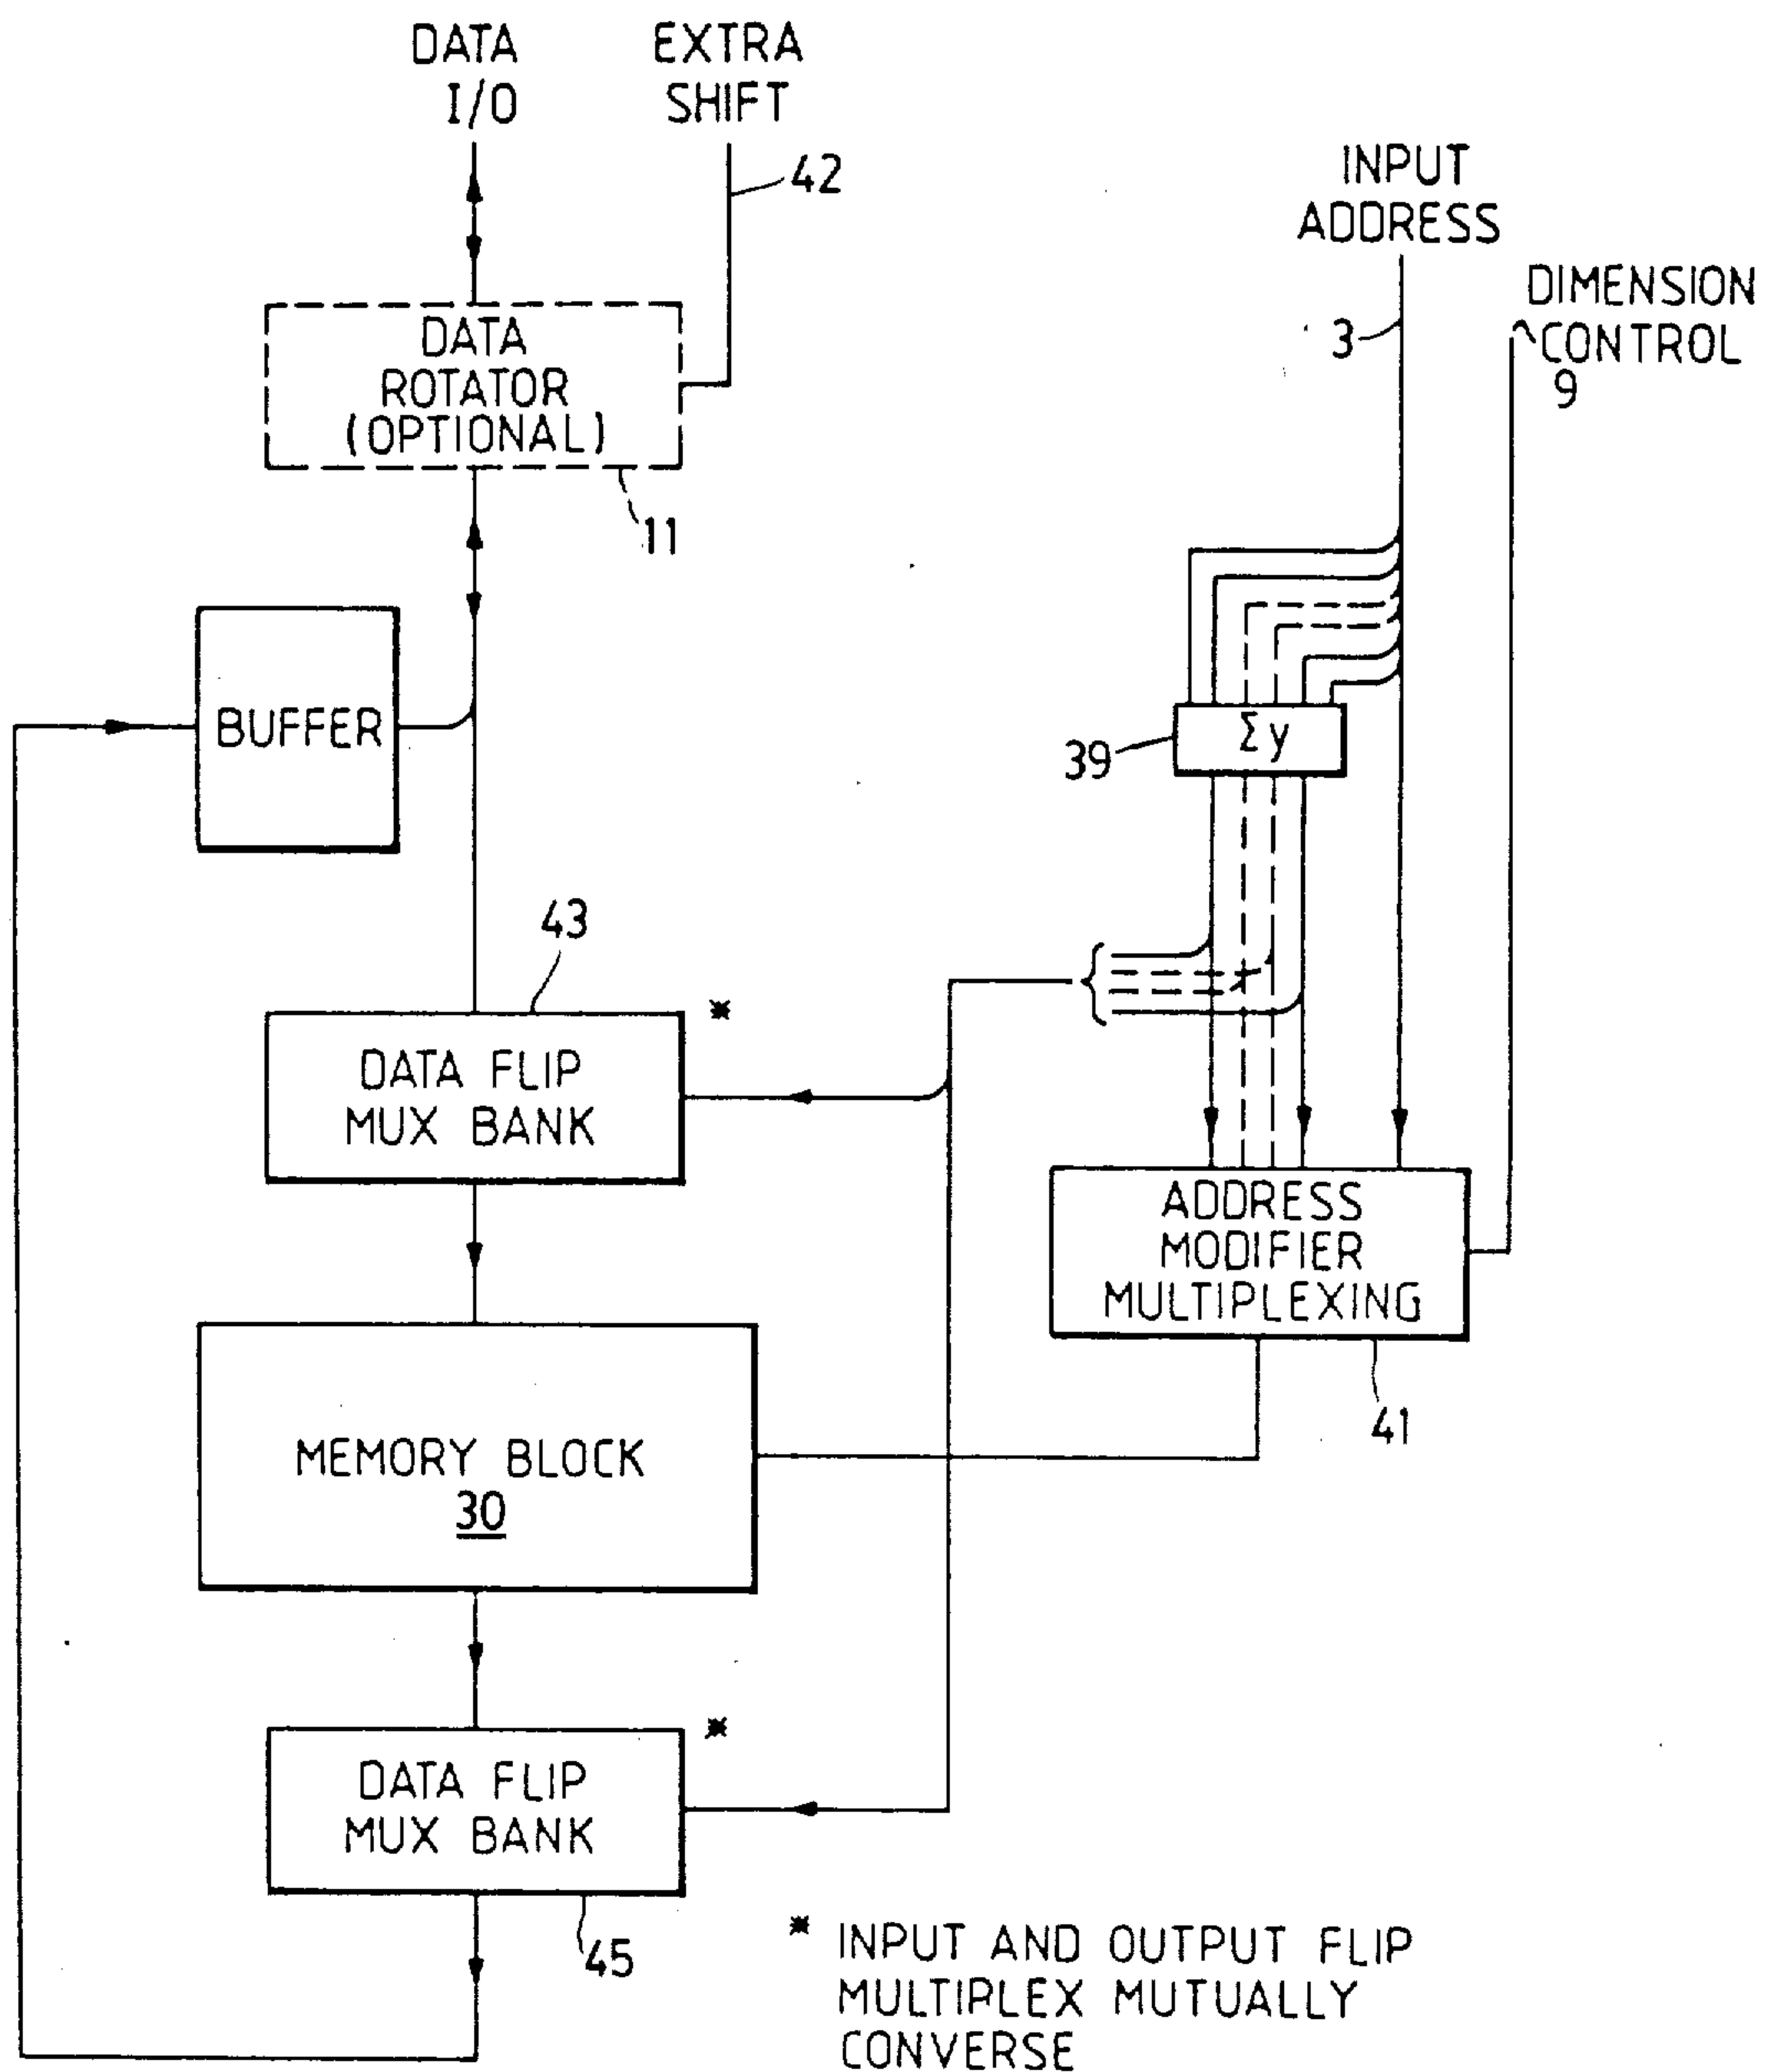 DATA
I/O
EXTRA
SHIFT
42
INPUT
ADDRESS
3
DIMENSION
CONTROL
9
DATA
ROTATOR
(OPTIONAL)
11
BUFFER
Σy
39
43
*
DATA FLIP
MUX BANK
ADDRESS
MODIFIER
MULTIPLEXING
41
MEMORY BLOCK
30
*
DATA FLIP
MUX BANK
45
* INPUT AND OUTPUT FLIP
MULTIPLEX MUTUALLY
CONVERSE